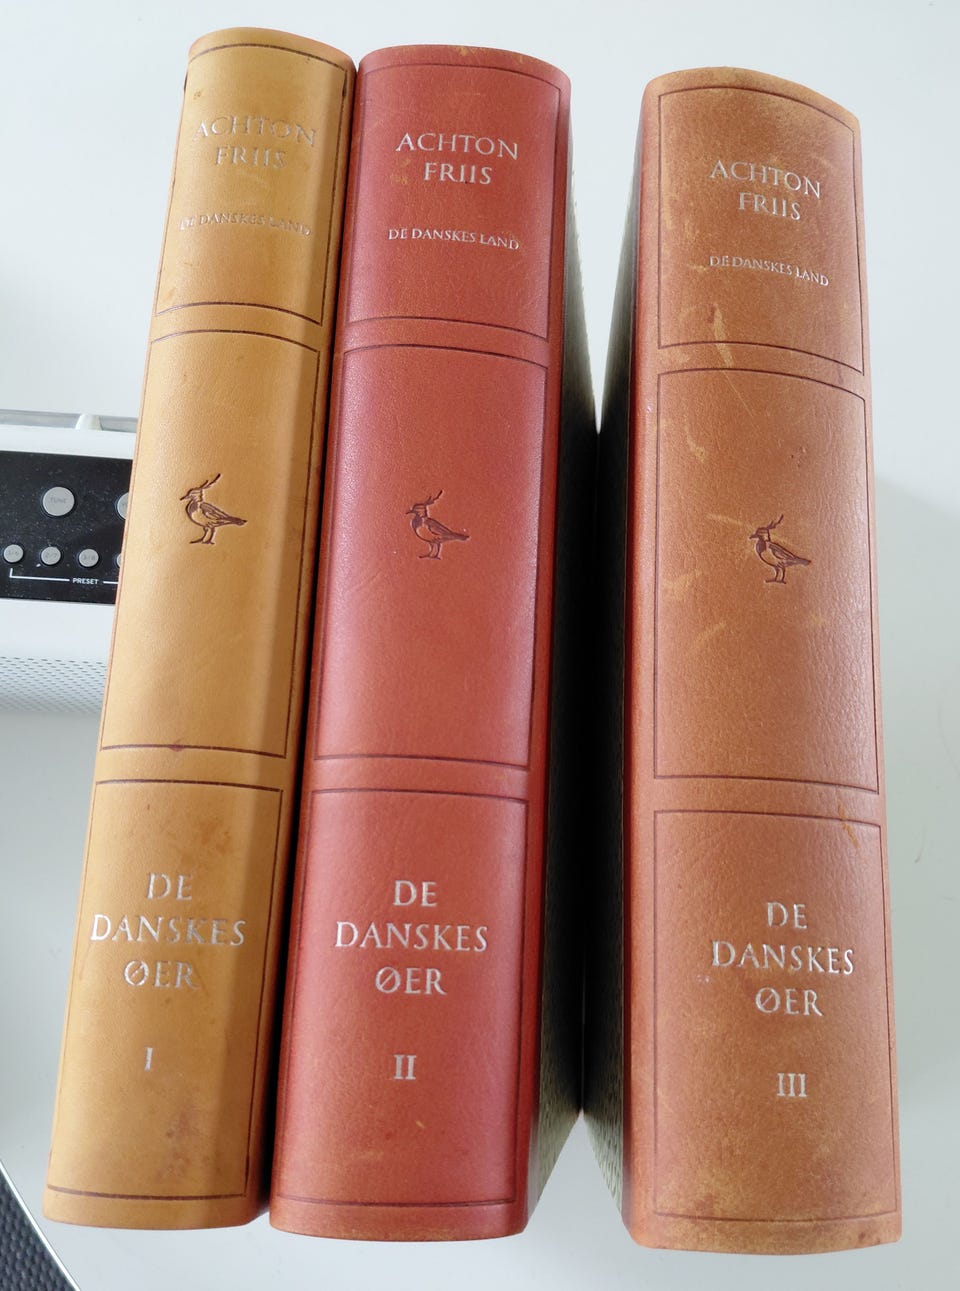 ACHTON
FRIIS
DE DANSKES LAND
DE
DANSKES
ØER
I
ACHTON
FRIIS
DE DANSKES LAND
DE
DANSKES
ØER
II
ACHTON
FRIIS
DE DANSKES LAND
DE
DANSKES
ØER
III
TUNE
PRESET